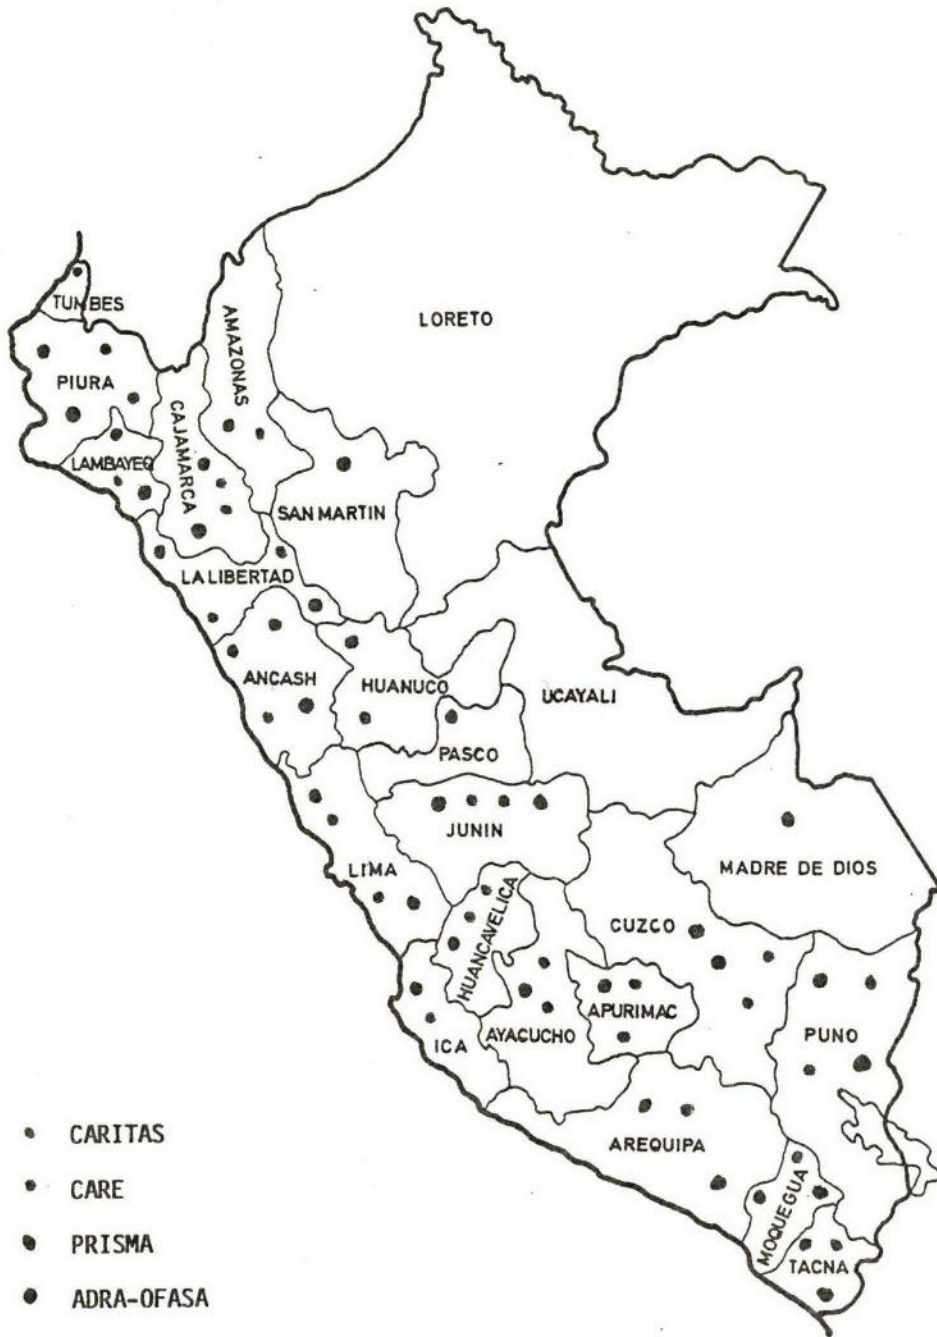 LORETO
TUMBES
AMAZONAS
PIURA
CAJAMARCA
LAMBAYEQ
SAN MARTIN
LA LIBERTAD
ANCASH
HUANUCO
UCAYALI
PASCO
JUNIN
LIMA
MADRE DE DIOS
HUANCAVELICA
CUZCO
APURIMAC
AYACUCHO
ICA
PUNO
AREQUIPA
MOQUEGUA
TACNA
CARITAS
CARE
PRISMA
ADRA-OFASA